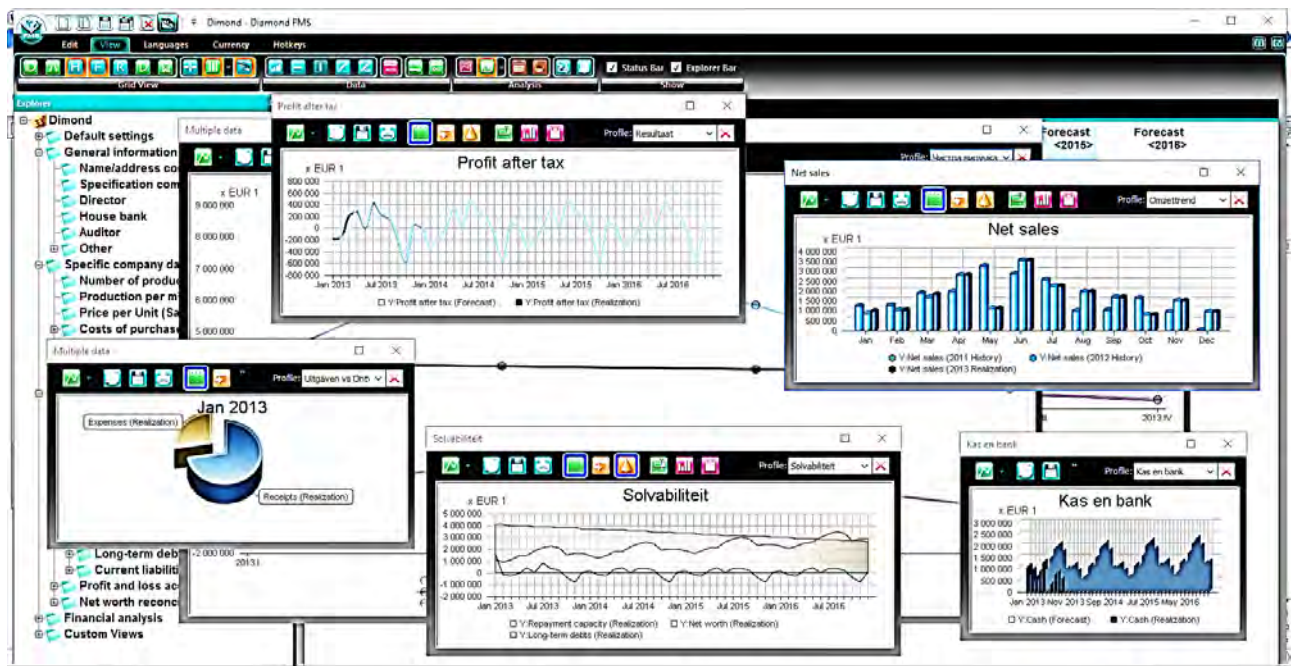 Dimond - Diamond FMS
Edit View Languages Currency Hotkeys
Status Bar Explorer Bar
Grid View Data Analysis Show
Explorer
Dimond
Default settings
General information
Name/address
Specification
Director
House bank
Auditor
Other
Specific company
Number of
Production per
Price per Unit
Costs of
Long-term
Current
Profit and loss
Net worth
Financial analysis
Custom Views
Multiple data
Profile:
x EUR 1
9 000 000
8 000 000
7 000 000
6 000 000
5 000 000
-2 000 000
2013.I
2013.IV
Forecast
<2015>
Forecast
<2016>
Profit after tax
Profile: Resultaat
Profit after tax
x EUR 1
800 000
600 000
400 000
200 000
0
-200 000
-400 000
-600 000
-800 000
Jan 2013 Jul 2013 Jan 2014 Jul 2014 Jan 2015 Jul 2015 Jan 2016 Jul 2016
Y:Profit after tax (Forecast) Y:Profit after tax (Realization)
Net sales
Profile: Omzettrend
Net sales
x EUR 1
4 000 000
3 500 000
3 000 000
2 500 000
2 000 000
1 500 000
1 000 000
500 000
0
Jan Feb Mar Apr May Jun Jul Aug Sep Oct Nov Dec
Y:Net sales (2011 History) Y:Net sales (2012 History)
Y:Net sales (2013 Realization)
Multiple data
Profile: Uitgaven vs
Jan 2013
Expenses (Realization)
Receipts (Realization)
Solvabiliteit
Profile: Solvabiliteit
Solvabiliteit
x EUR 1
5 000 000
4 000 000
3 000 000
2 000 000
1 000 000
0
-1 000 000
-2 000 000
Jan 2013 Jul 2013 Jan 2014 Jul 2014 Jan 2015 Jul 2015 Jan 2016 Jul 2016
Y:Repayment capacity (Realization) Y:Net worth (Realization)
Y:Long-term debts (Realization)
Kas en bank
Profile: Kas en bank
Kas en bank
x EUR 1
3 000 000
2 500 000
2 000 000
1 500 000
1 000 000
500 000
0
Jan 2013 Nov 2013 Sep 2014 Jul 2015 May 2016
Y:Cash (Forecast) Y:Cash (Realization)